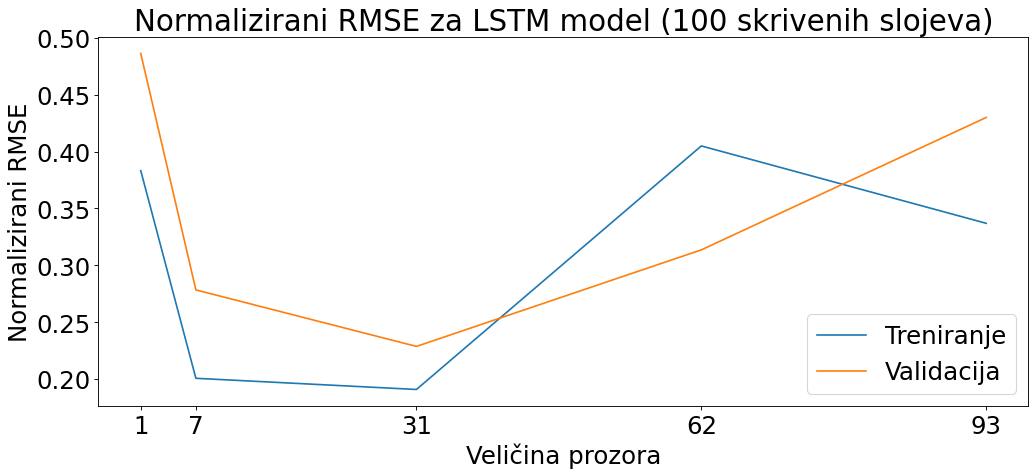 Normalizirani RMSE za LSTM model (100 skrivenih slojeva)
0.50
0.45
0.40
0.35
0.30
0.25
0.20
Normalizirani RMSE
Treniranje
Validacija
1 7 31 62 93
Veličina prozora